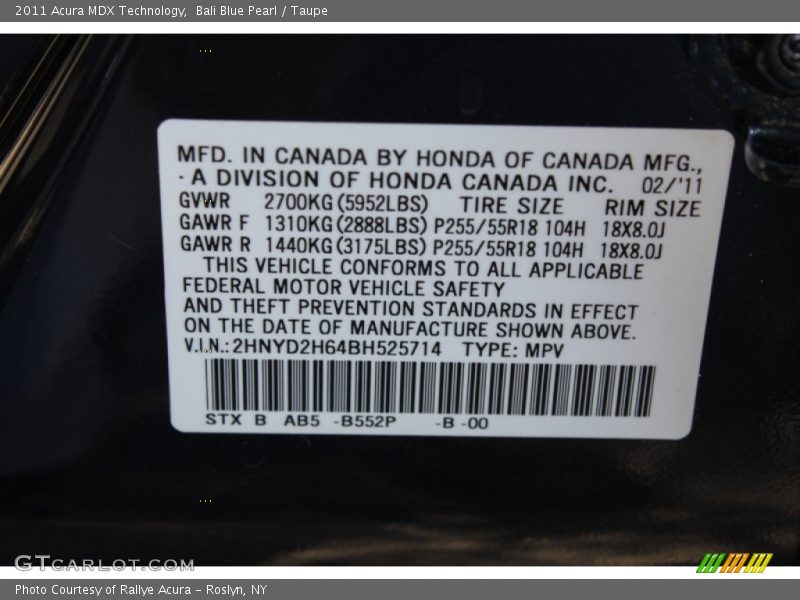 2011 Acura MDX Technology,  Bali Blue Pearl / Taupe
MFD. IN CANADA BY HONDA OF CANADA MFG.,
A DIVISION OF HONDA CANADA INC. 02/'11
GVWR 2700KG(5952LBS) TIRE SIZE RIM SIZE
GAWR F 1310KG(2888LBS) P255/55R18 104H 18X8.0J
GAWR R 1440KG(3175LBS) P255/55R18 104H 18X8.0J
THIS VEHICLE CONFORMS TO ALL APPLICABLE
FEDERAL MOTOR VEHICLE SAFETY
AND THEFT PREVENTION STANDARDS IN EFFECT
ON THE DATE OF MANUFACTURE SHOWN ABOVE.
V.I.N.:2HNYD2H64BH525714 TYPE: MPV
STX B AB5 -B552P -B -00
GTCARLOT.COM
Photo Courtesy of Rallye Acura - Roslyn, NY